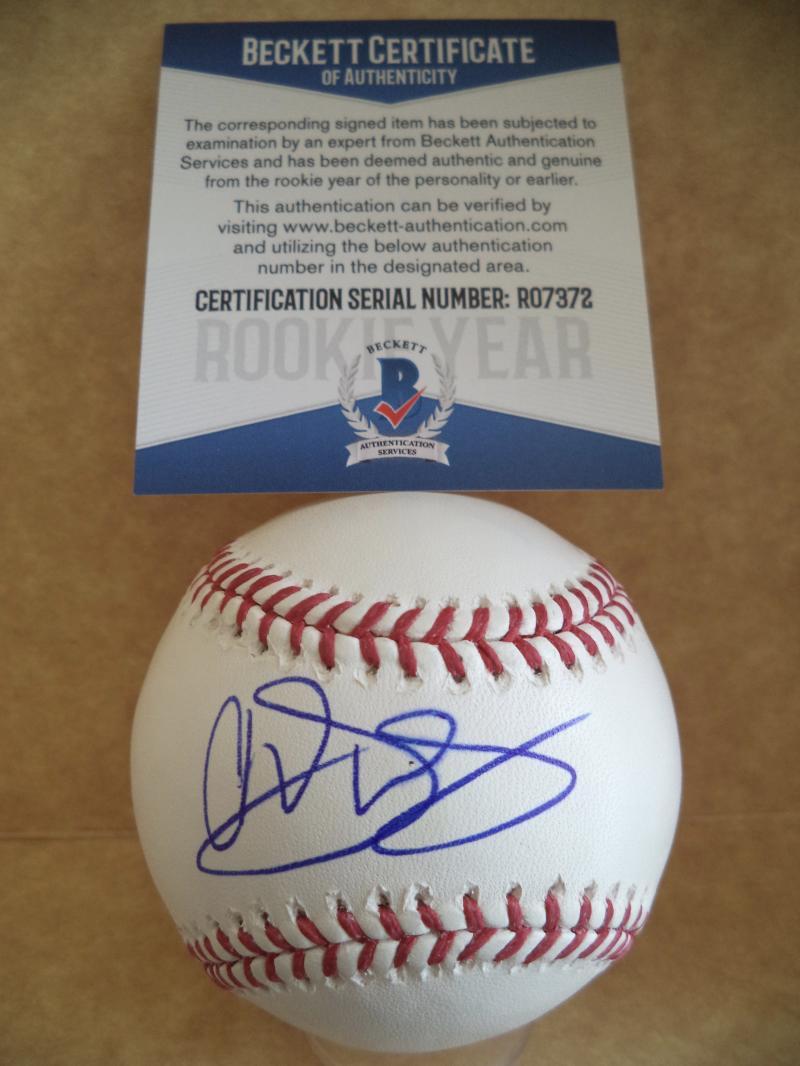 BECKETT CERTIFICATE
OF AUTHENTICITY
The corresponding signed item has been subjected to
examination by an expert from Beckett Authentication
Services and has been deemed authentic and genuine
from the rookie year of the personality or earlier.
This authentication can be verified by
visiting www.beckett-authentication.com
and utilizing the below authentication
number in the designated area.
CERTIFICATION SERIAL NUMBER: R07372
ROOKIE YEAR
BECKETT
B
AUTHENTICATION
SERVICES